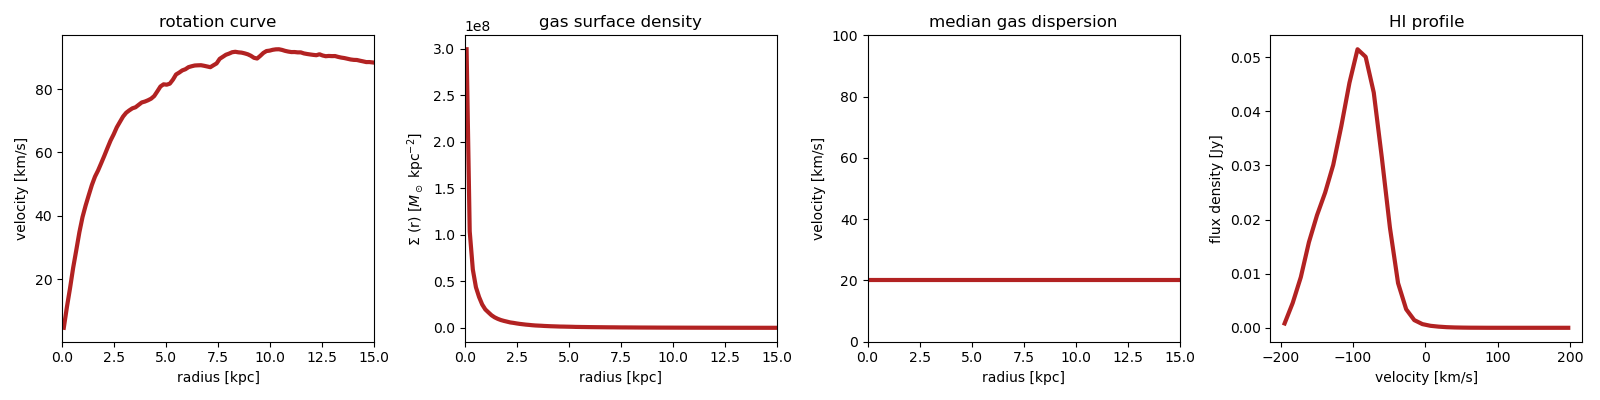 rotation curve
velocity [km/s]
80
60
40
20
0.0 2.5 5.0 7.5 10.0 12.5 15.0
radius [kpc]
gas surface density
1e8
Σ (r) [M⊙ kpc⁻²]
3.0
2.5
2.0
1.5
1.0
0.5
0.0
0.0 2.5 5.0 7.5 10.0 12.5 15.0
radius [kpc]
median gas dispersion
velocity [km/s]
100
80
60
40
20
0
0.0 2.5 5.0 7.5 10.0 12.5 15.0
radius [kpc]
HI profile
flux density [Jy]
0.05
0.04
0.03
0.02
0.01
0.00
−200 −100 0 100 200
velocity [km/s]